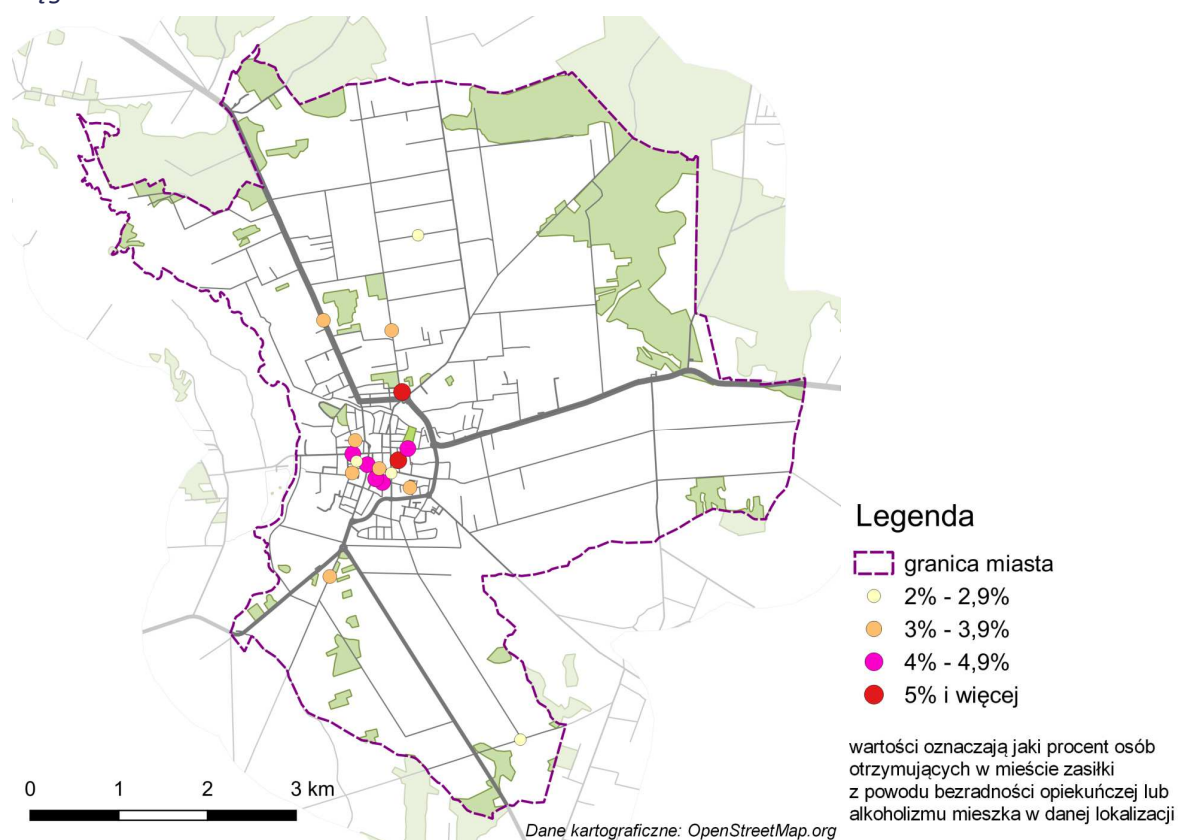 Legenda
granica miasta
2% - 2,9%
3% - 3,9%
4% - 4,9%
5% i więcej
wartości oznaczają jaki procent osób
otrzymujących w mieście zasiłki
z powodu bezradności opiekuńczej lub
alkoholizmu mieszka w danej lokalizacji
0 1 2 3 km
Dane kartograficzne: OpenStreetMap.org